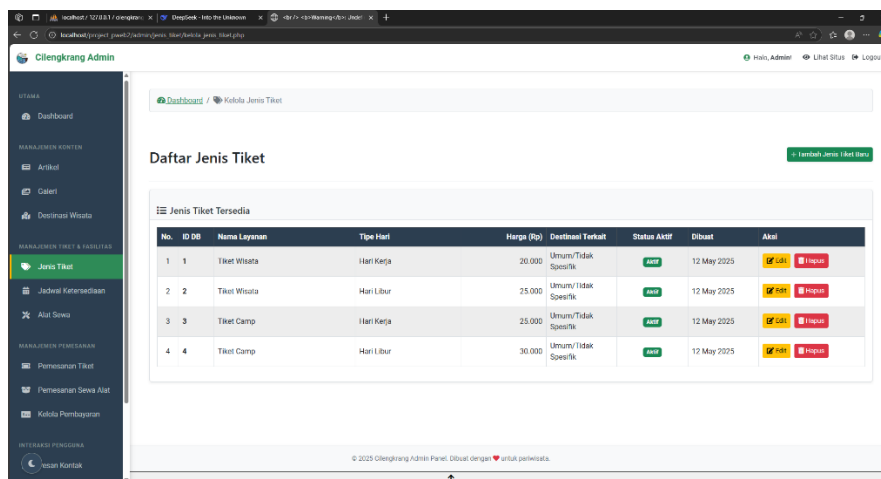 localhost / 127.0.0.1 / cilengkrang
DeepSeek - Into the Unknown
<br /> <b>Warning</b>: Undef
localhost/project_pweb2/admin/jenis_tiket/kelola_jenis_tiket.php
Cilengkrang Admin
Halo, Admin! Lihat Situs Logout
UTAMA
Dashboard
MANAJEMEN KONTEN
Artikel
Galeri
Destinasi Wisata
MANAJEMEN TIKET & FASILITAS
Jenis Tiket
Jadwal Ketersediaan
Alat Sewa
MANAJEMEN PEMESANAN
Pemesanan Tiket
Pemesanan Sewa Alat
Kelola Pembayaran
INTERAKSI PENGGUNA
Pesan Kontak
Dashboard / Kelola Jenis Tiket
Daftar Jenis Tiket
+ Tambah Jenis Tiket Baru
Jenis Tiket Tersedia
No. ID DB Nama Layanan Tipe Hari Harga (Rp) Destinasi Terkait Status Aktif Dibuat Aksi
1 1 Tiket Wisata Hari Kerja 20.000 Umum/Tidak Spesifik Aktif 12 May 2025 Edit Hapus
2 2 Tiket Wisata Hari Libur 25.000 Umum/Tidak Spesifik Aktif 12 May 2025 Edit Hapus
3 3 Tiket Camp Hari Kerja 25.000 Umum/Tidak Spesifik Aktif 12 May 2025 Edit Hapus
4 4 Tiket Camp Hari Libur 30.000 Umum/Tidak Spesifik Aktif 12 May 2025 Edit Hapus
© 2025 Cilengkrang Admin Panel. Dibuat dengan ❤ untuk pariwisata.